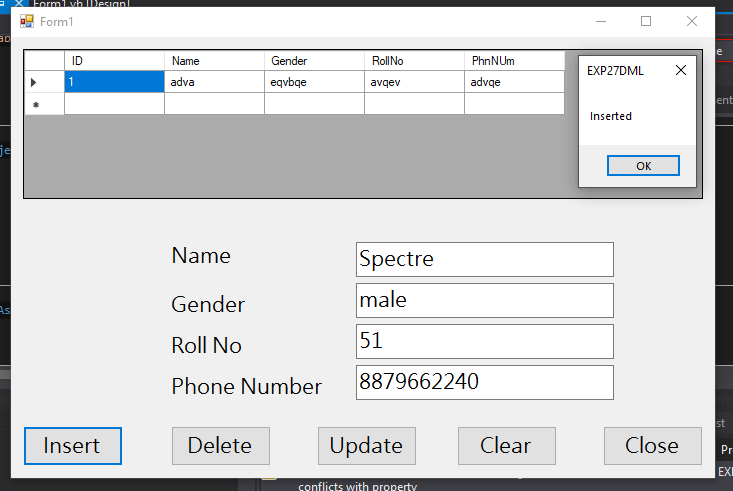 Form1.vb [Design]
Form1
ID Name Gender RollNo PhnNUm
1 adva eqvbqe avqev advqe
EXP27DML
Inserted
OK
Name Spectre
Gender male
Roll No 51
Phone Number 8879662240
Insert Delete Update Clear Close
conflicts with property